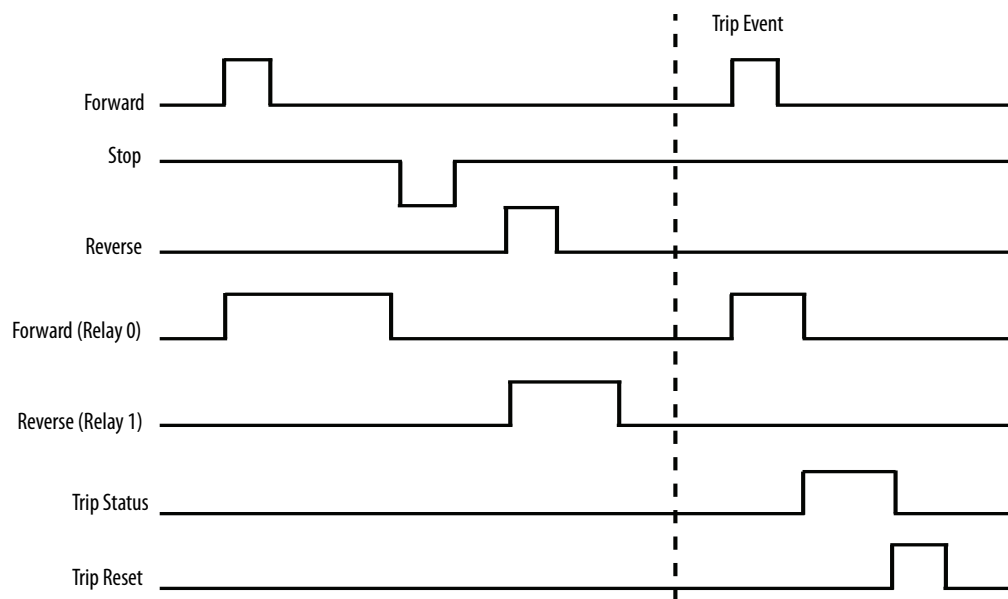 Trip Event
Forward
Stop
Reverse
Forward (Relay 0)
Reverse (Relay 1)
Trip Status
Trip Reset